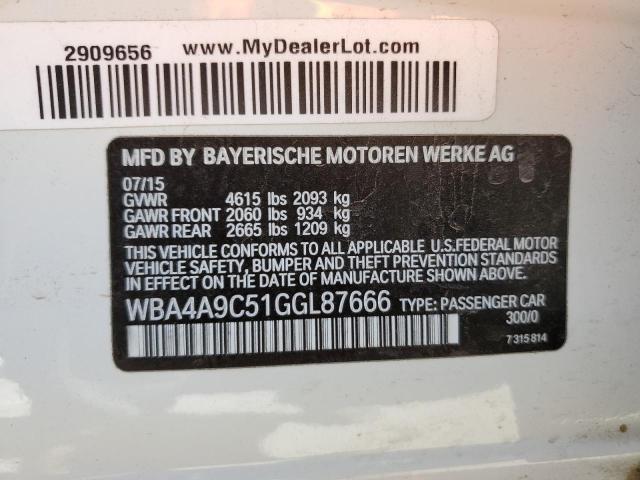 2909656 www.MyDealerLot.com
MFD BY BAYERISCHE MOTOREN WERKE AG
07/15
GVWR 4615 lbs 2093 kg
GAWR FRONT 2060 lbs 934 kg
GAWR REAR 2665 lbs 1209 kg
THIS VEHICLE CONFORMS TO ALL APPLICABLE U.S.FEDERAL MOTOR
VEHICLE SAFETY, BUMPER, AND THEFT PREVENTION STANDARDS
IN EFFECT ON THE DATE OF MANUFACTURE SHOWN ABOVE.
WBA4A9C51GGL87666 TYPE: PASSENGER CAR
300/0
7 315 814